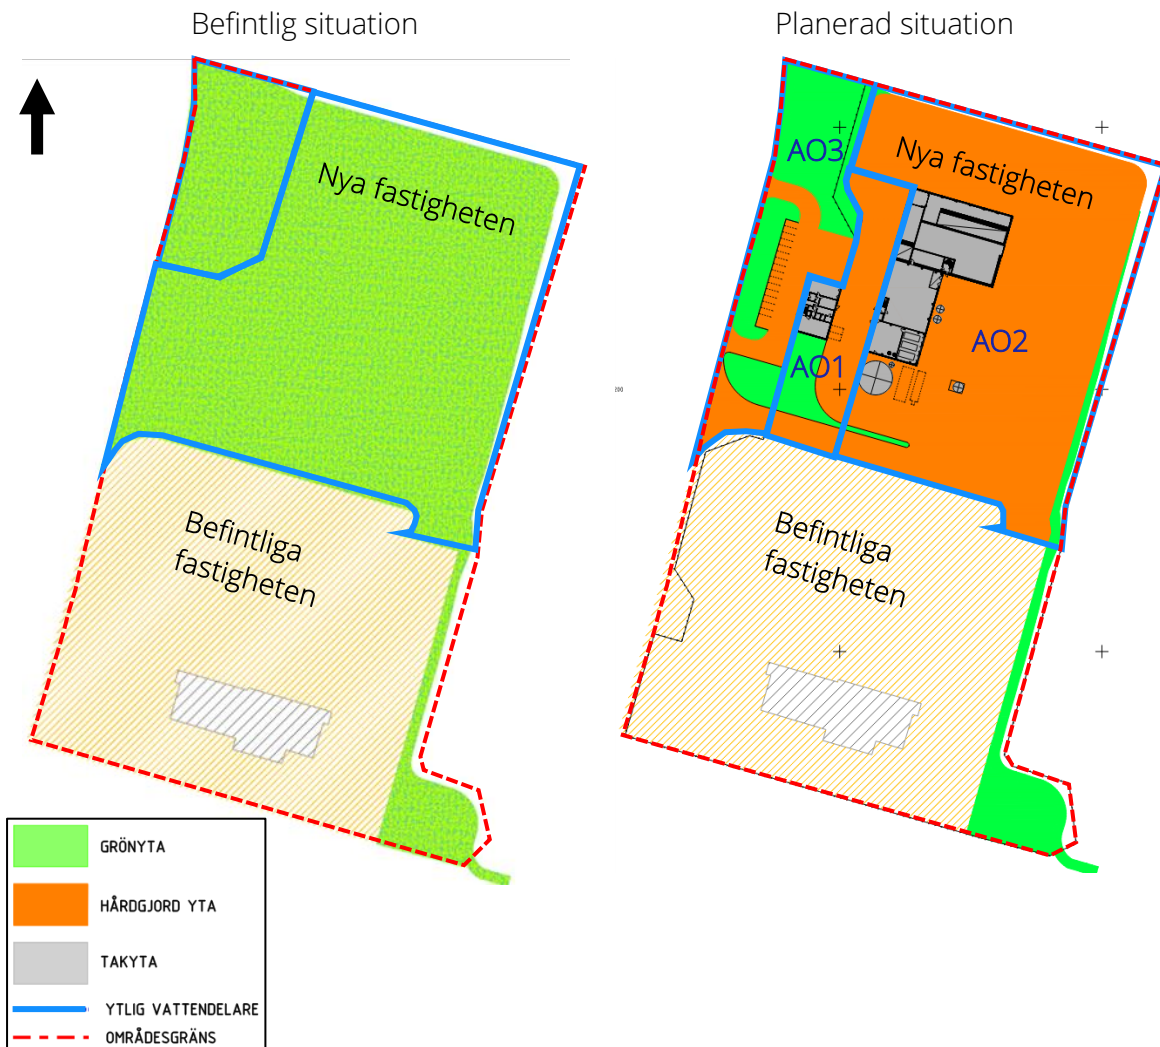 Befintlig situation
Planerad situation
Nya fastigheten
Befintliga
fastigheten
AO3
Nya fastigheten
AO2
AO1
Befintliga
fastigheten
GRÖNYTA
HÅRDGJORD YTA
TAKYTA
YTLIG VATTENDELARE
OMRÅDESGRÄNS